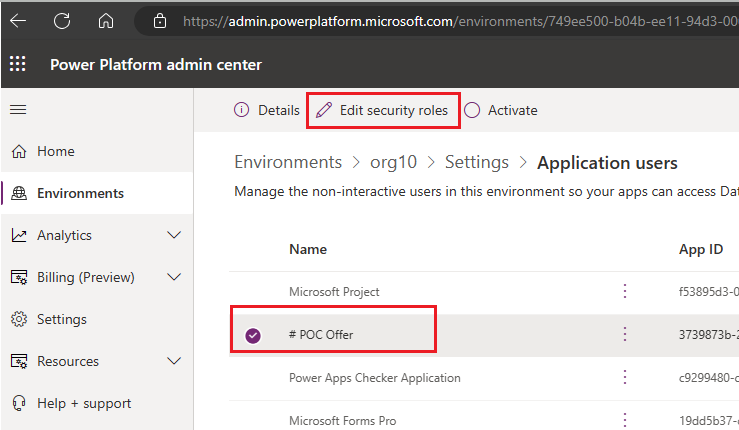 https://admin.powerplatform.microsoft.com/environments/749ee500-b04b-ee11-94d3-00
Power Platform admin center
Details Edit security roles Activate
Home
Environments > org10 > Settings > Application users
Environments
Manage the non-interactive users in this environment so your apps can access Dat
Analytics
Name App ID
Billing (Preview)
Microsoft Project f53895d3-0
Settings
# POC Offer 3739873b-2
Resources
Power Apps Checker Application c9299480-c
Help + support
Microsoft Forms Pro 19dd5b37-c